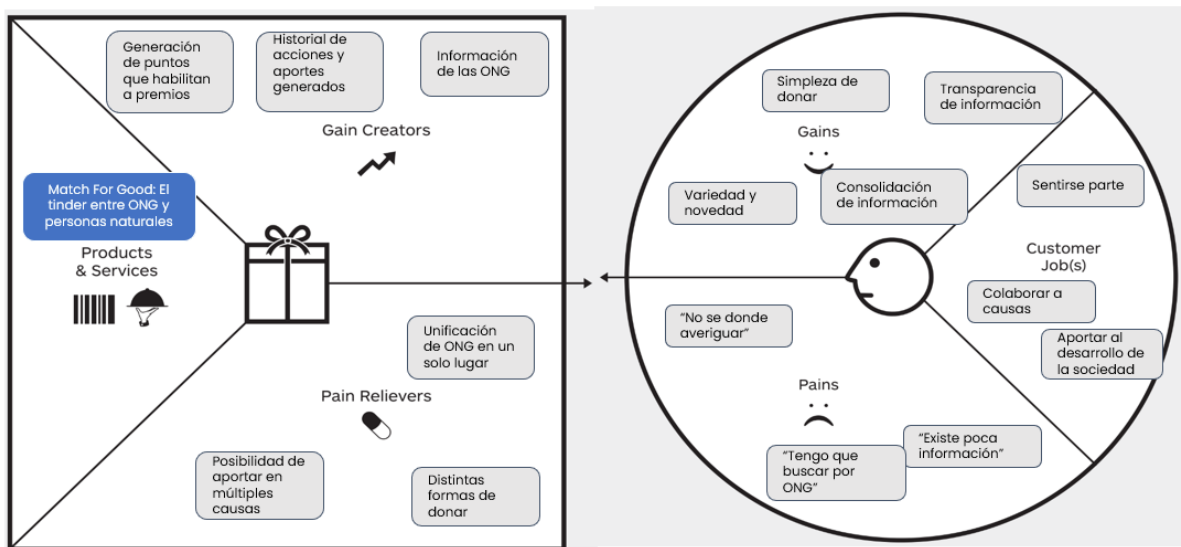 Generación
de puntos
que habilitan
a premios
Historial de
acciones y
aportes
generados
Información
de las ONG
Gain Creators
Match For Good: El
tinder entre ONG y
personas naturales
Products
& Services
Unificación
de ONG en un
solo lugar
Pain Relievers
Posibilidad de
aportar en
múltiples
causas
Distintas
formas de
donar
Simpleza de
donar
Transparencia
de información
Gains
Variedad y
novedad
Consolidación
de información
Sentirse parte
Customer
Job(s)
Colaborar a
causas
Aportar al
desarrollo de
la sociedad
“No se donde
averiguar”
Pains
“Tengo que
buscar por
ONG”
“Existe poca
información”